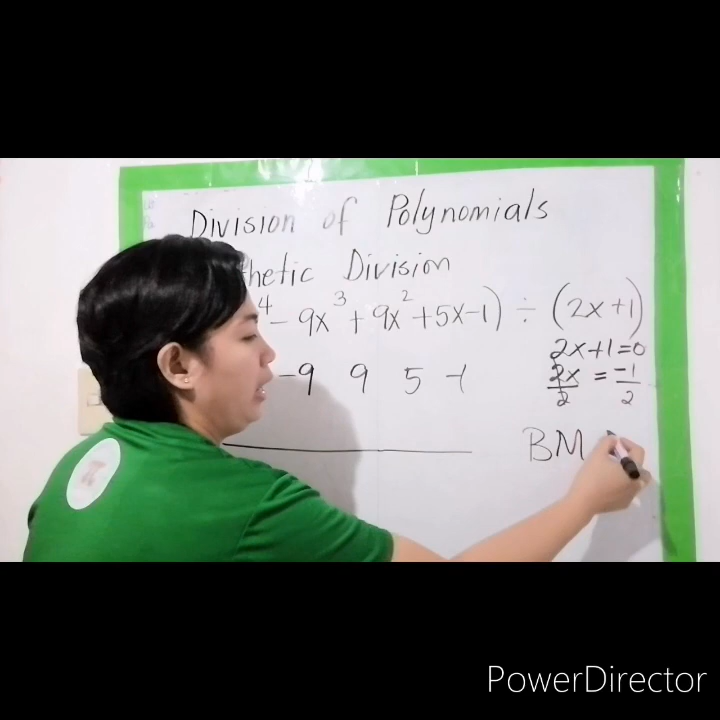 Division of Polynomials
thetic Division
4 - 9x³ + 9x² + 5x - 1) ÷ (2x + 1)
2x + 1 = 0
-9 9 5 -1
2x/2 = -1/2
BM
PowerDirector